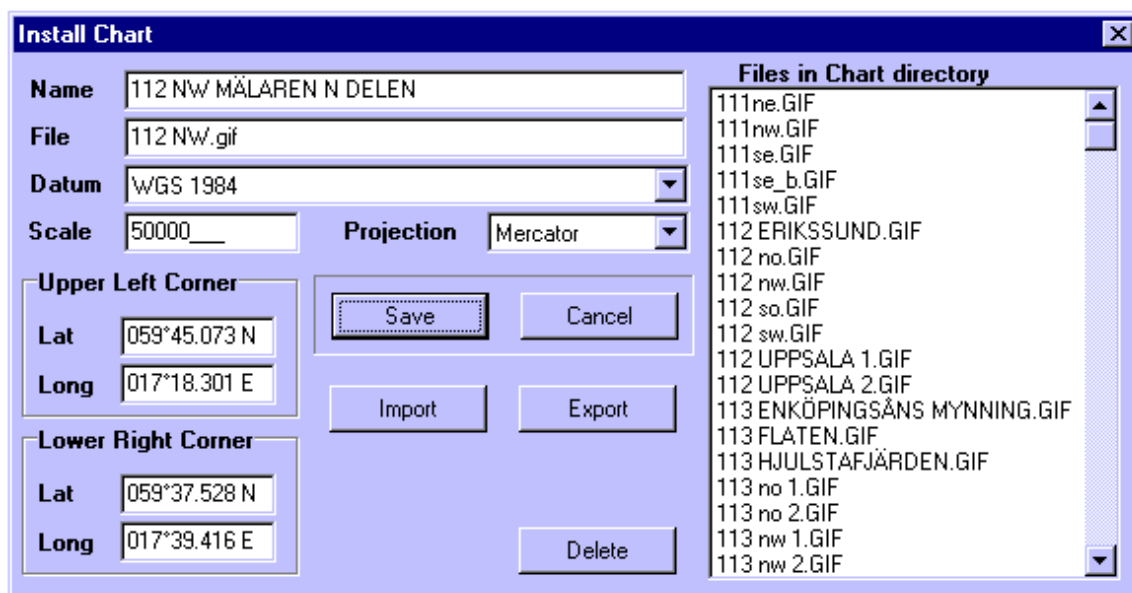 Install Chart
Name 112 NW MÄLAREN N DELEN
File 112 NW.gif
Datum WGS 1984
Scale 50000___ Projection Mercator
Upper Left Corner
Lat 059°45.073 N
Long 017°18.301 E
Lower Right Corner
Lat 059°37.528 N
Long 017°39.416 E
Save Cancel
Import Export
Delete
Files in Chart directory
111ne.GIF
111nw.GIF
111se.GIF
111se_b.GIF
111sw.GIF
112 ERIKSSUND.GIF
112 no.GIF
112 nw.GIF
112 so.GIF
112 sw.GIF
112 UPPSALA 1.GIF
112 UPPSALA 2.GIF
113 ENKÖPINGSÅNS MYNNING.GIF
113 FLATEN.GIF
113 HJULSTAFJÄRDEN.GIF
113 no 1.GIF
113 no 2.GIF
113 nw 1.GIF
113 nw 2.GIF